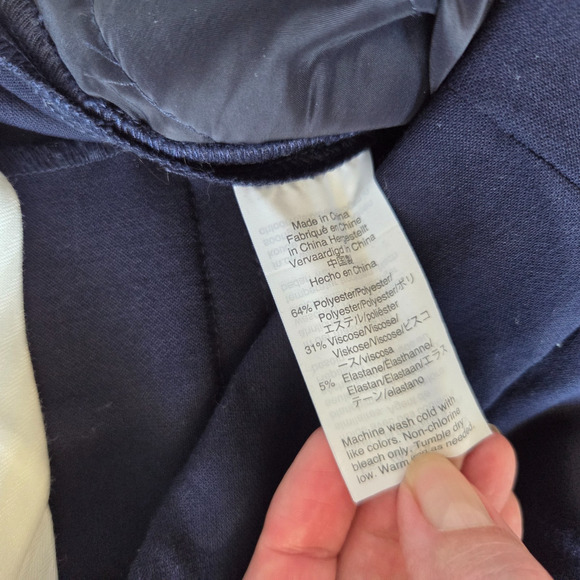 Made in China
Fabriqué en Chine
in China Hergestellt
Vervaardigd in China
中国製
Hecho en China
64% Polyester/Polyester/
Polyester/Polyester/ポリ
エステル/poliéster
31% Viscose/Viscose/
Viskose/Viscose/ビスコ
ース/viscosa
5% Elastane/Élasthanne/
Elastan/Elastaan/エラス
テーン/elastano
Machine wash cold with
like colors. Non-chlorine
bleach only. Tumble dry
low. Warm as needed.